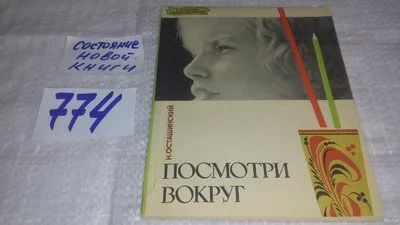 СОСТОЯНИЕ
НОВОЙ
КНИГИ
774
Н. ОСТАШИНСКИЙ
ПОСМОТРИ
ВОКРУГ